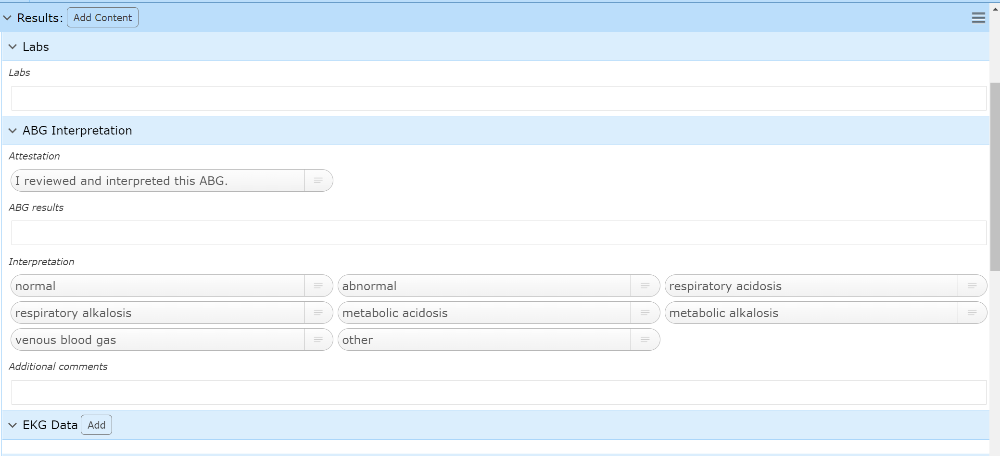 Results: Add Content
Labs
Labs
ABG Interpretation
Attestation
I reviewed and interpreted this ABG.
ABG results
Interpretation
normal abnormal respiratory acidosis
respiratory alkalosis metabolic acidosis metabolic alkalosis
venous blood gas other
Additional comments
EKG Data Add